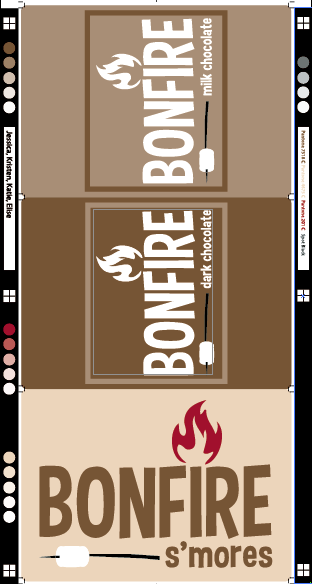 BONFIRE
milk chocolate
BONFIRE
dark chocolate
BONFIRE
s'mores
Jessica, Kristen, Katie, Elise